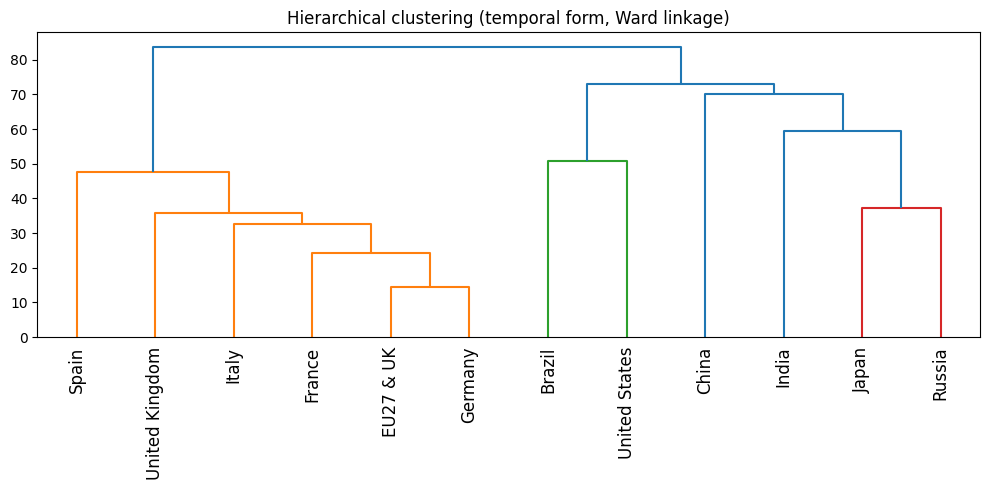 Hierarchical clustering (temporal form, Ward linkage)
80
70
60
50
40
30
20
10
0
Spain
United Kingdom
Italy
France
EU27 & UK
Germany
Brazil
United States
China
India
Japan
Russia